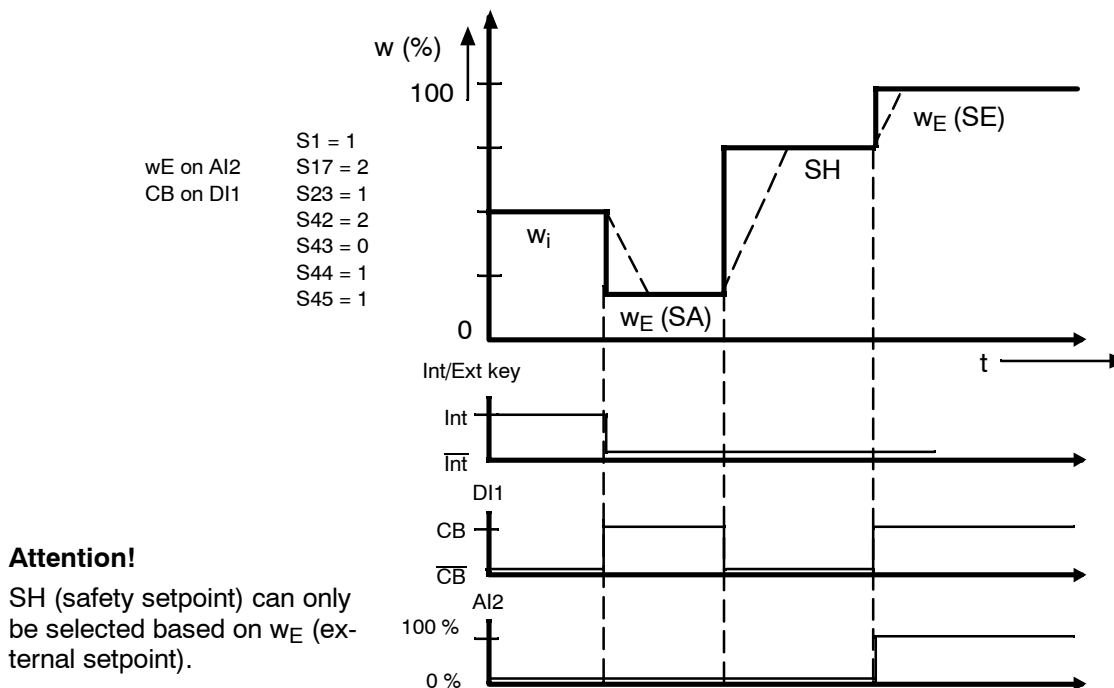 w (%)
100
wE (SE)
S1 = 1
wE on AI2
S17 = 2
SH
CB on DI1
S23 = 1
S42 = 2
wi
S43 = 0
S44 = 1
S45 = 1
wE (SA)
0
t
Int/Ext key
Int
Int
DI1
CB
CB
Attention!
SH (safety setpoint) can only
be selected based on wE (ex-
ternal setpoint).
AI2
100 %
0 %